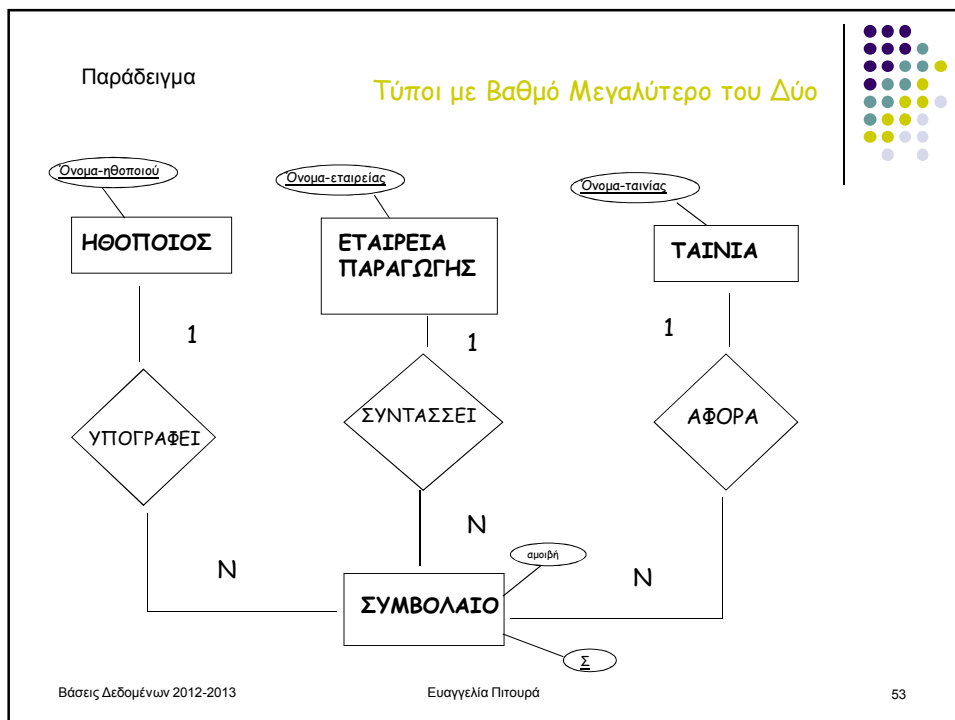 Παράδειγμα
Τύποι με Βαθμό Μεγαλύτερο του Δύο
Όνομα-ηθοποιού
Όνομα-εταιρείας
Όνομα-ταινίας
ΗΘΟΠΟΙΟΣ
ΕΤΑΙΡΕΙΑ
ΠΑΡΑΓΩΓΗΣ
ΤΑΙΝΙΑ
1
1
1
ΥΠΟΓΡΑΦΕΙ
ΣΥΝΤΑΣΣΕΙ
ΑΦΟΡΑ
N
N
N
αμοιβή
ΣΥΜΒΟΛΑΙΟ
Σ
Βάσεις Δεδομένων 2012-2013
Ευαγγελία Πιτουρά
53